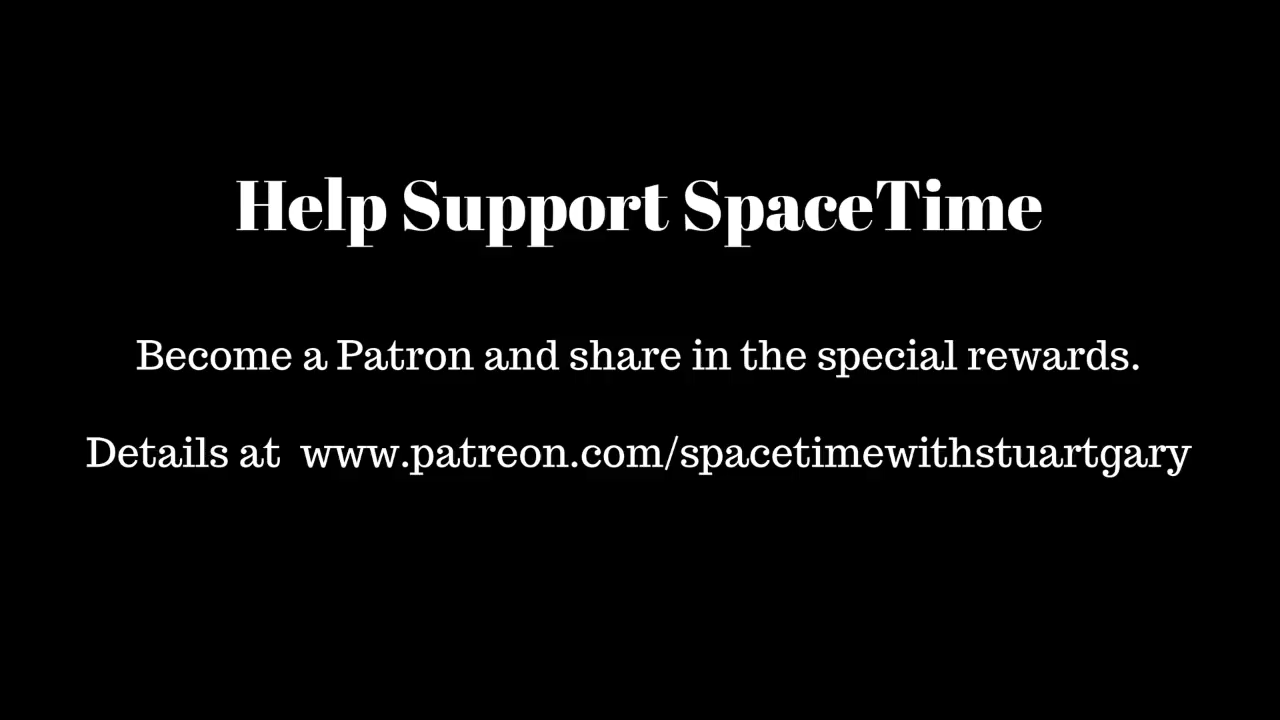 Help Support SpaceTime
Become a Patron and share in the special rewards.
Details at  www.patreon.com/spacetimewithstuartgary